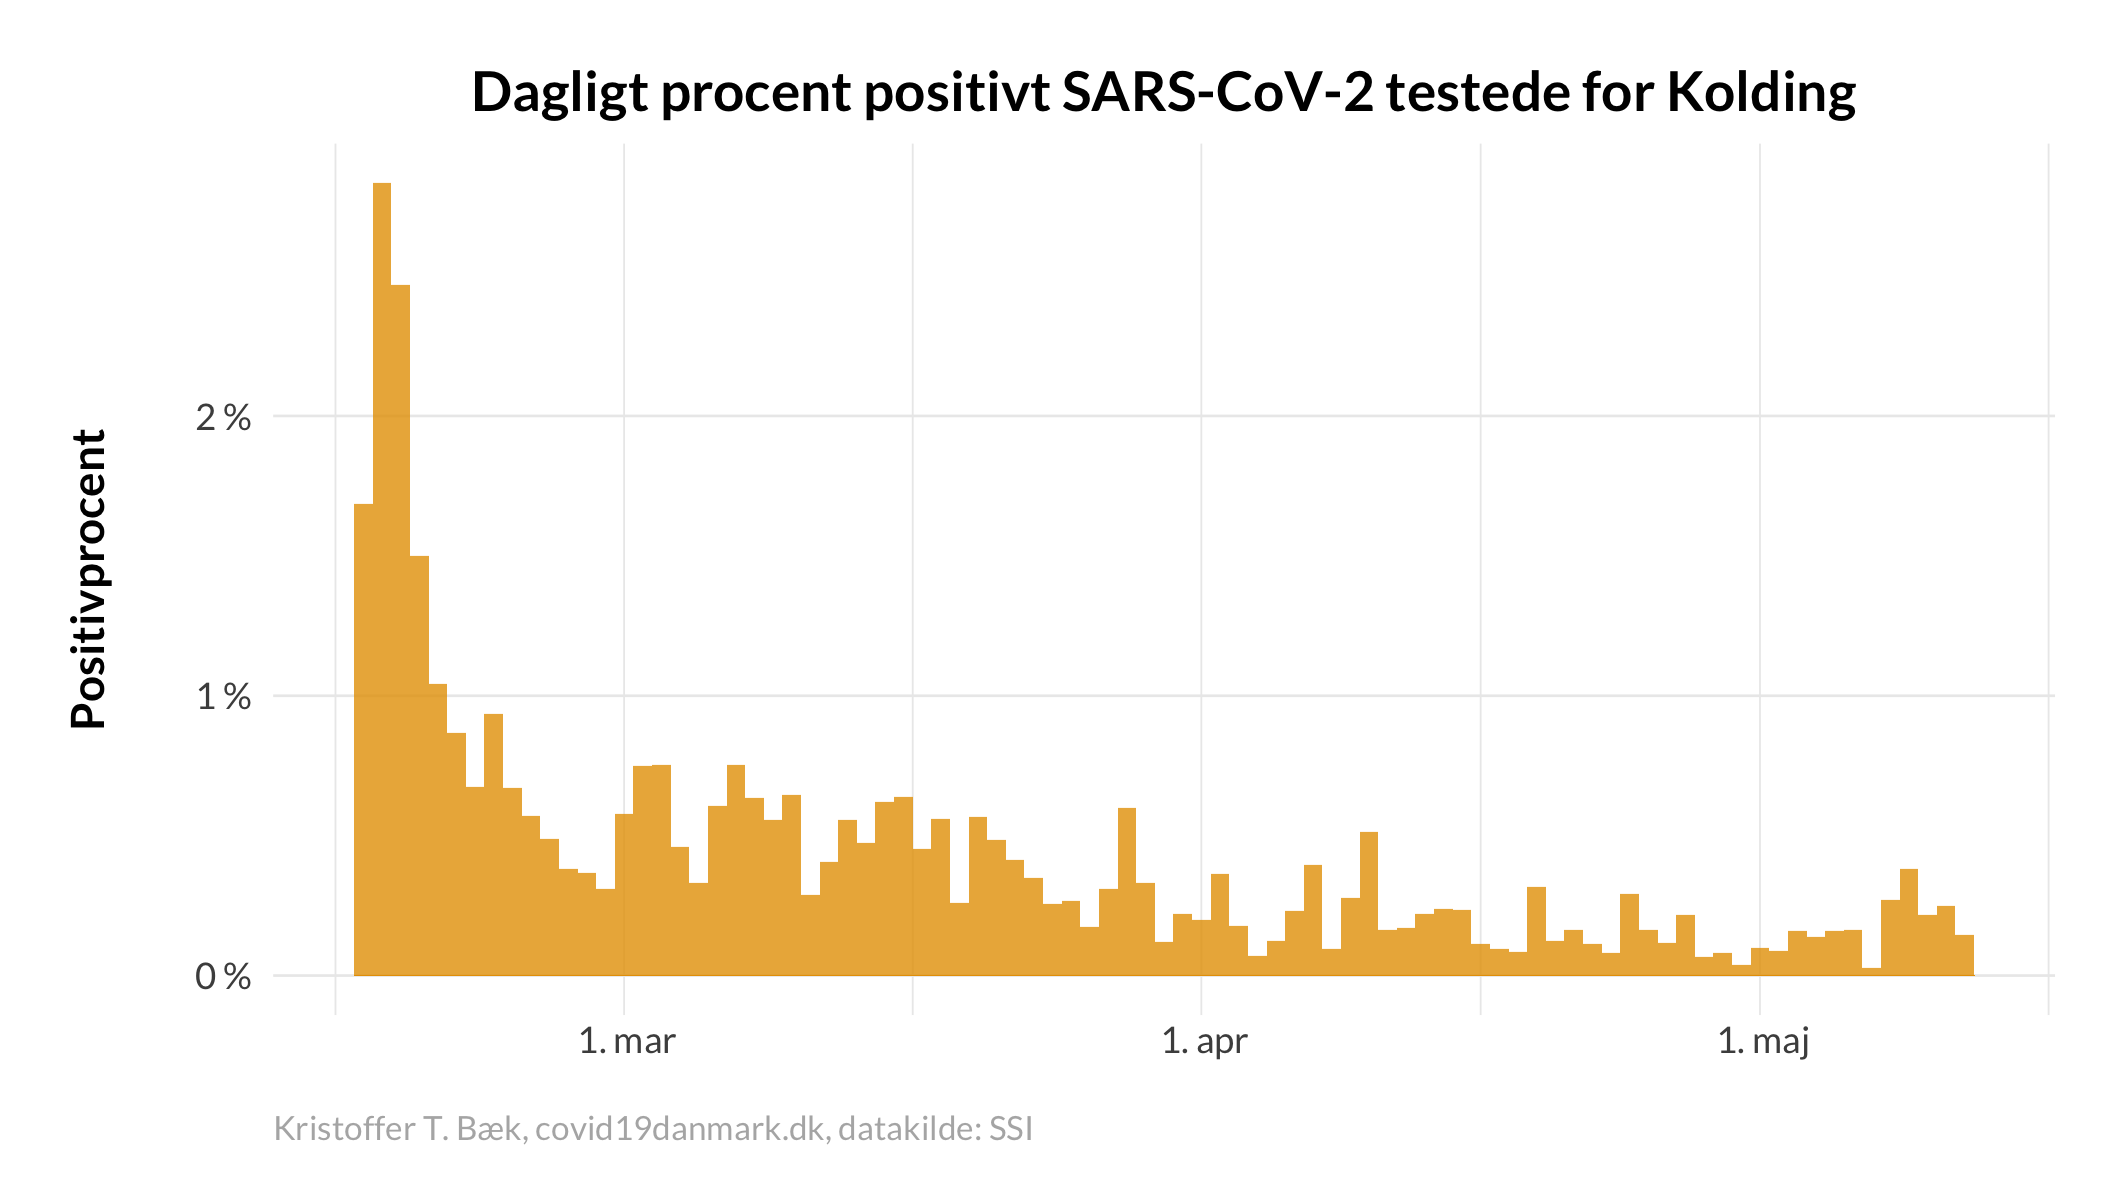 Dagligt procent positivt SARS-CoV-2 testede for Kolding
Positivprocent
2 %
1 %
0 %
1. mar
1. apr
1. maj
Kristoffer T. Bæk, covid19danmark.dk, datakilde: SSI